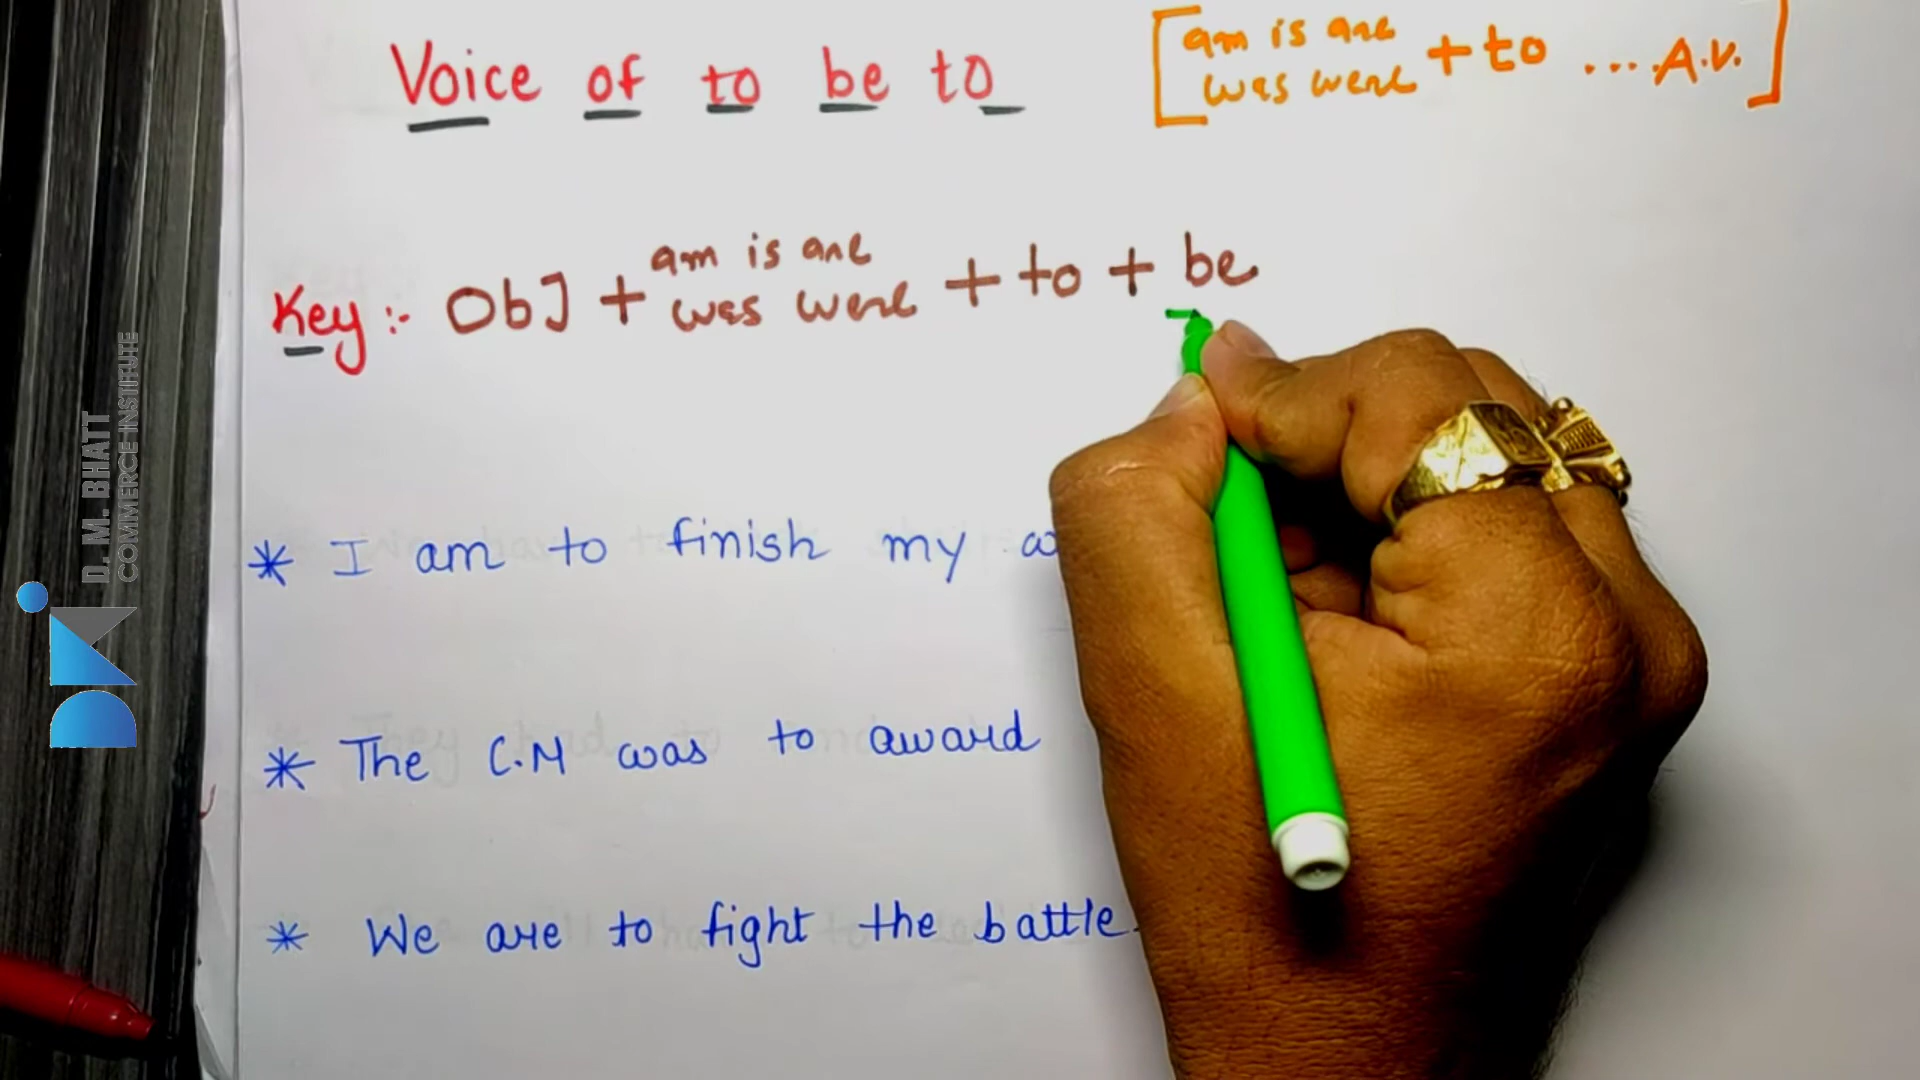 Voice of to be to
[am is are
was were + to ... A.V.]
Key :- Obj + am is are
was were + to + be
* I am to finish my
* The C.M was to award
* We are to fight the battle.
D. M. BHATT
COMMERCE INSTITUTE